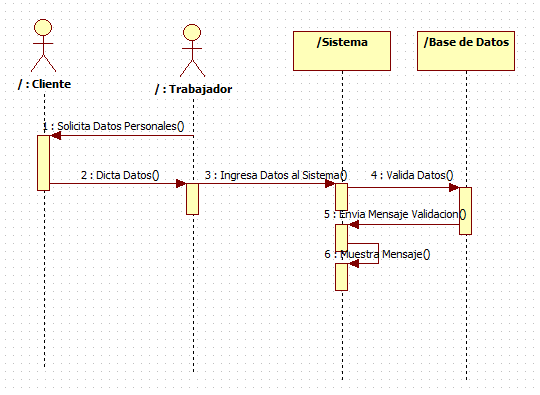 /Sistema
/Base de Datos
/ : Cliente
/ : Trabajador
1 : Solicita Datos Personales()
2 : Dicta Datos()
3 : Ingresa Datos al Sistema()
4 : Valida Datos()
5 : Envia Mensaje Validacion()
6 : Muestra Mensaje()